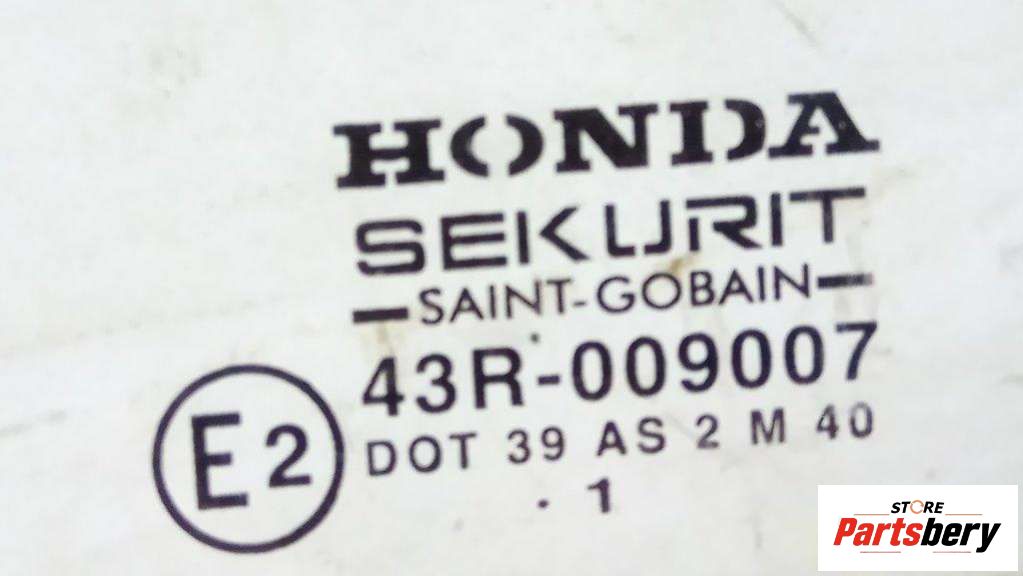 HONDA
SEKURIT
SAINT-GOBAIN
43R-009007
E2
DOT 39 AS 2 M 40
. 1
STORE
Partsbery